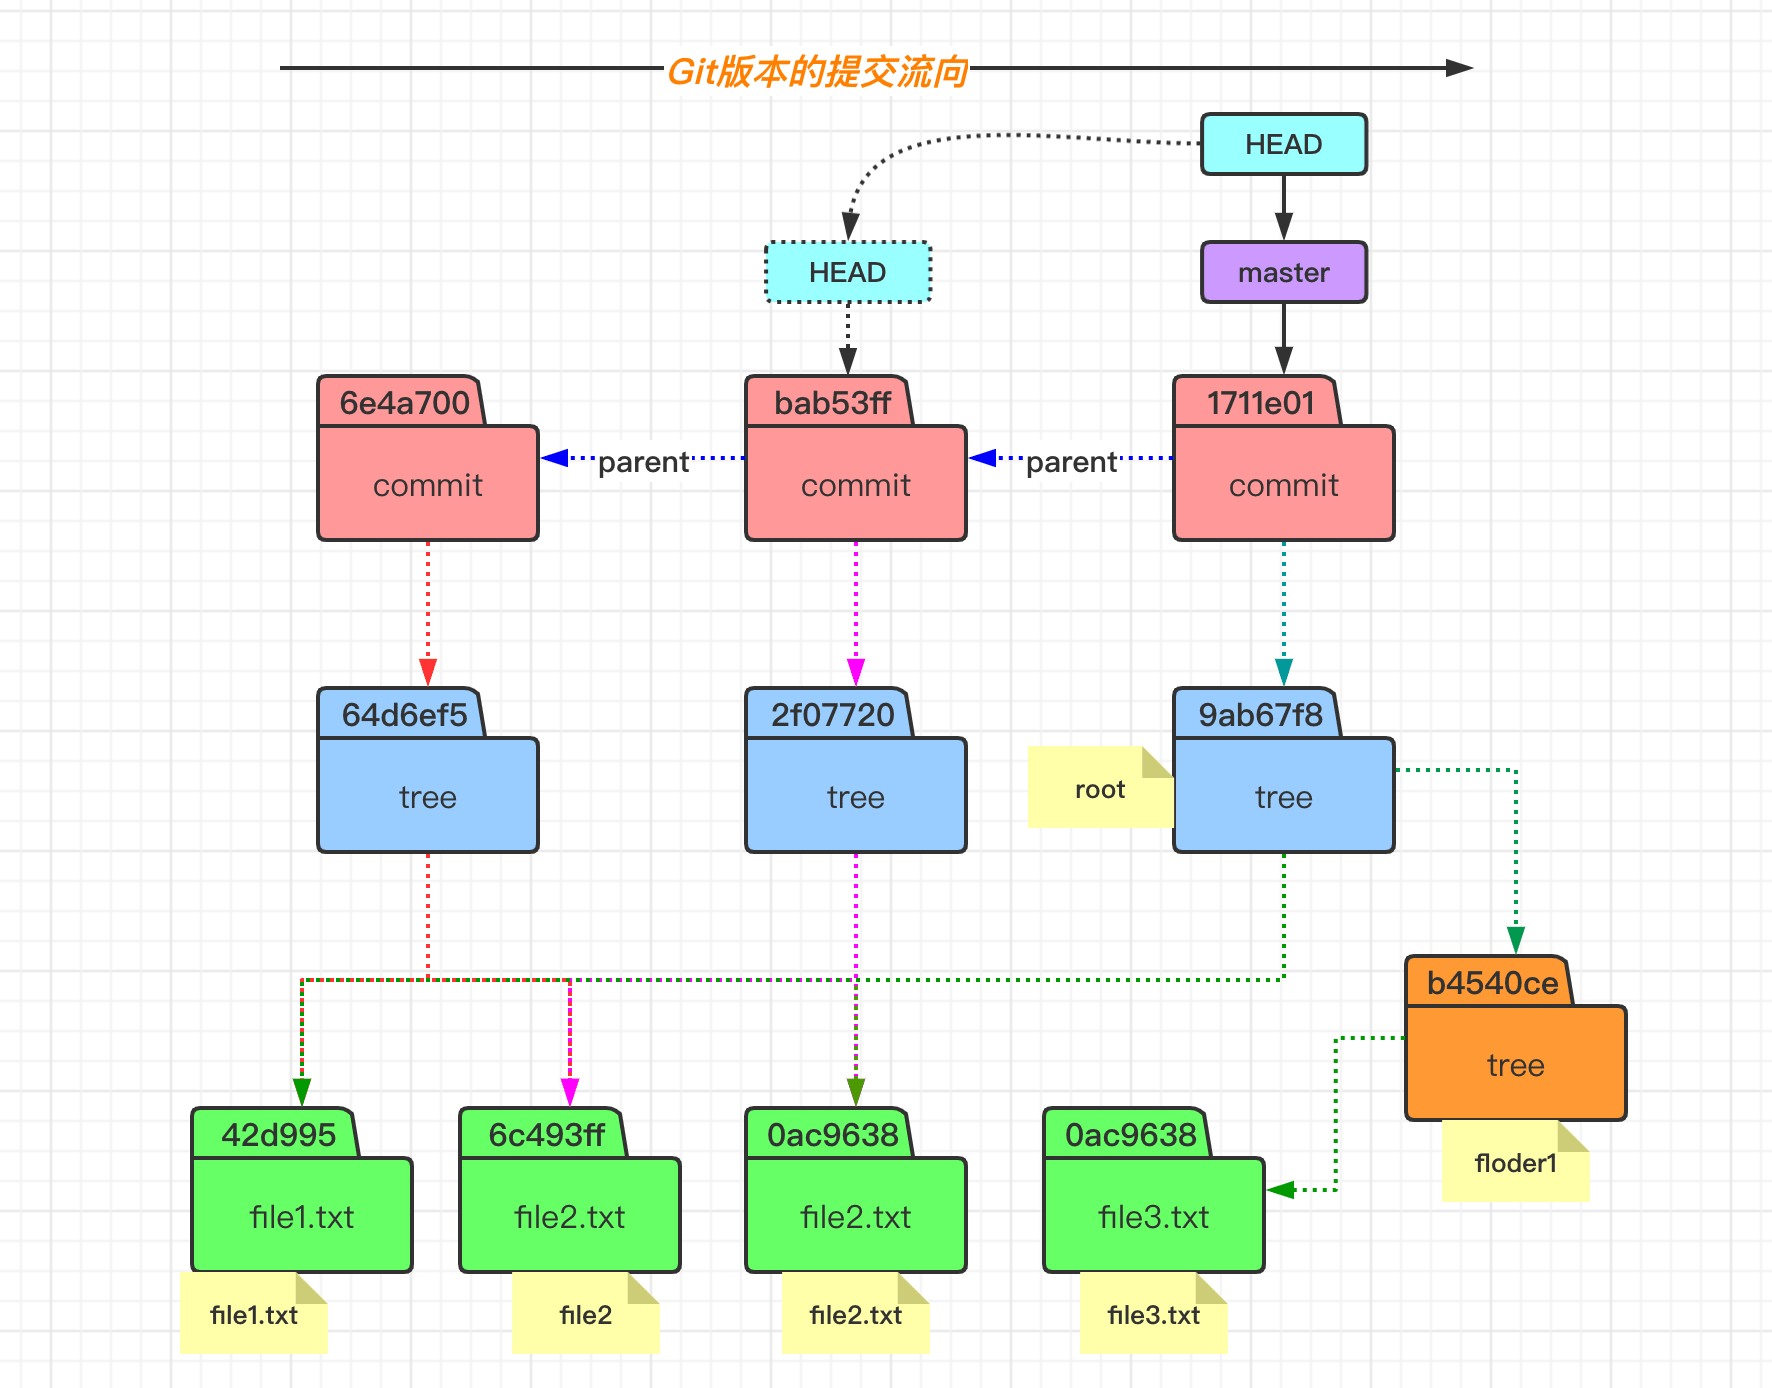 Git版本的提交流向
HEAD
HEAD
master
6e4a700
commit
parent
bab53ff
commit
parent
1711e01
commit
64d6ef5
tree
2f07720
tree
root
9ab67f8
tree
b4540ce
tree
floder1
42d995
file1.txt
file1.txt
6c493ff
file2.txt
file2
0ac9638
file2.txt
file2.txt
0ac9638
file3.txt
file3.txt